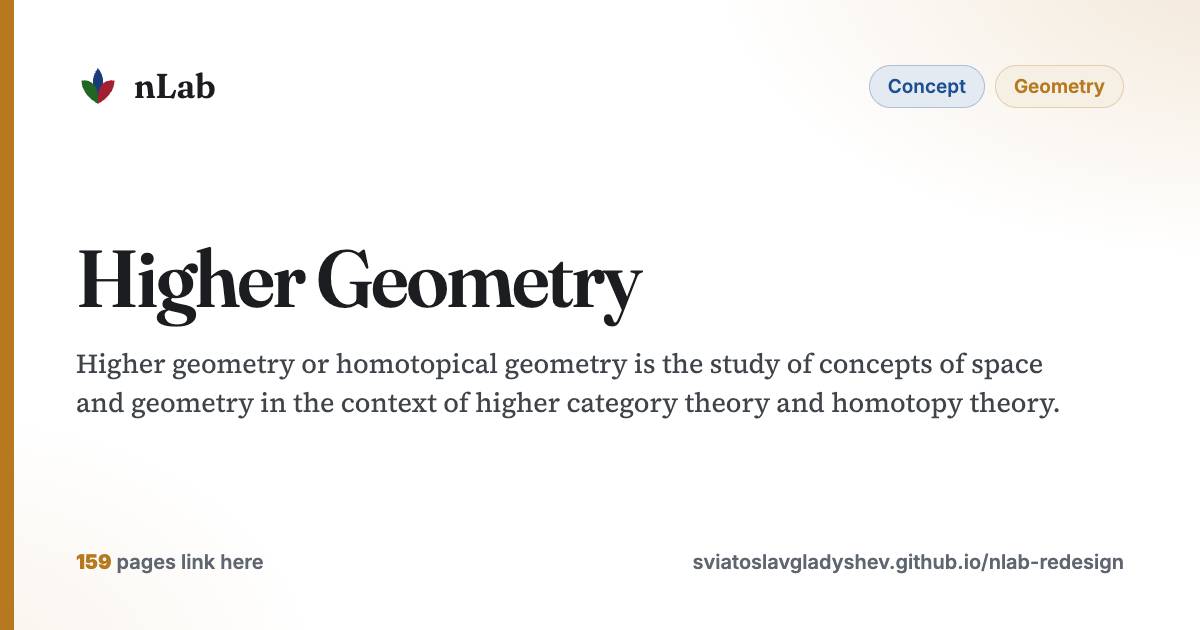 nLab
Concept
Geometry
Higher Geometry
Higher geometry or homotopical geometry is the study of concepts of space
and geometry in the context of higher category theory and homotopy theory.
159 pages link here
sviatoslavgladyshev.github.io/nlab-redesign